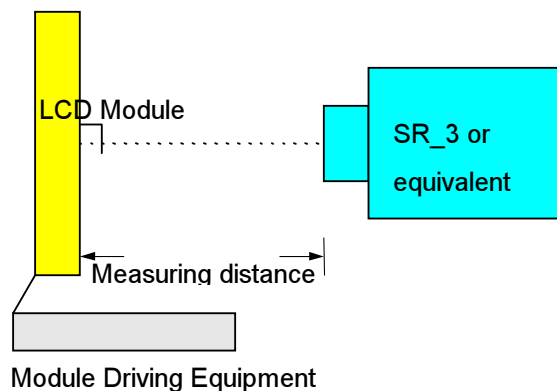 LCD Module
SR_3 or
equivalent
Measuring distance
Module Driving Equipment